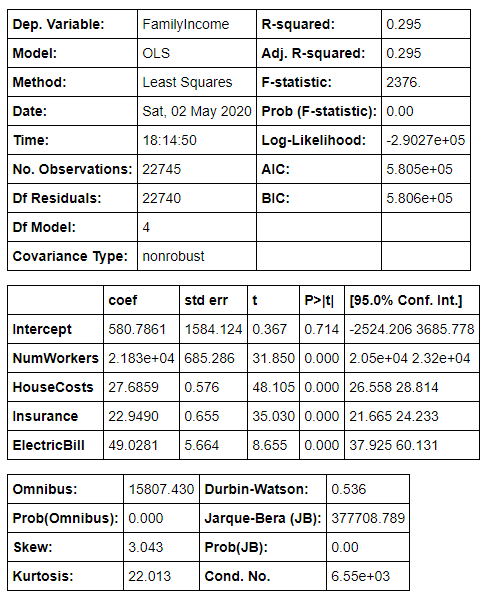 Dep. Variable: FamilyIncome R-squared: 0.295
Model: OLS Adj. R-squared: 0.295
Method: Least Squares F-statistic: 2376.
Date: Sat, 02 May 2020 Prob (F-statistic): 0.00
Time: 18:14:50 Log-Likelihood: -2.9027e+05
No. Observations: 22745 AIC: 5.805e+05
Df Residuals: 22740 BIC: 5.806e+05
Df Model: 4
Covariance Type: nonrobust
coef std err t P>|t| [95.0% Conf. Int.]
Intercept 580.7861 1584.124 0.367 0.714 -2524.206 3685.778
NumWorkers 2.183e+04 685.286 31.850 0.000 2.05e+04 2.32e+04
HouseCosts 27.6859 0.576 48.105 0.000 26.558 28.814
Insurance 22.9490 0.655 35.030 0.000 21.665 24.233
ElectricBill 49.0281 5.664 8.655 0.000 37.925 60.131
Omnibus: 15807.430 Durbin-Watson: 0.536
Prob(Omnibus): 0.000 Jarque-Bera (JB): 377708.789
Skew: 3.043 Prob(JB): 0.00
Kurtosis: 22.013 Cond. No. 6.55e+03